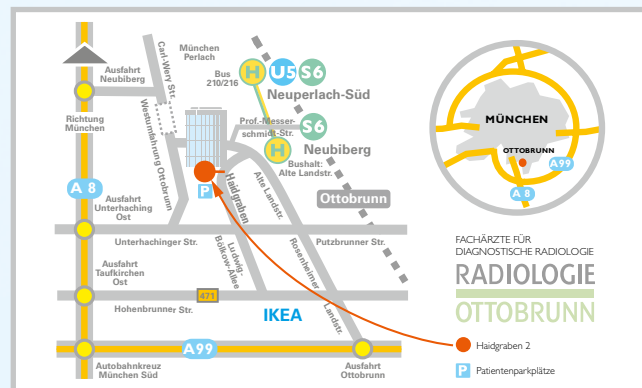 München
Perlach
Bus
210/216
H
U5
S6
Neuperlach-Süd
Carl-Wery Str.
Ausfahrt
Neubiberg
Richtung
München
Westumfahrung Ottobrunn
Prof.-Messer-
schmidt-Str.
S6
Neubiberg
H
Bushalt:
Alte Landstr.
A 8
Ausfahrt
Unterhaching
Ost
P
Haidgraben
Alte Landstr.
Ottobrunn
Unterhachinger Str.
Ludwig-
Bölkow-Allee
Rosenheimer
Landstr.
Putzbrunner Str.
Ausfahrt
Taufkirchen
Ost
471
Hohenbrunner Str.
IKEA
A99
Autobahnkreuz
München Süd
Ausfahrt
Ottobrunn
MÜNCHEN
OTTOBRUNN
A99
A 8
FACHÄRZTE FÜR
DIAGNOSTISCHE RADIOLOGIE
RADIOLOGIE
OTTOBRUNN
Haidgraben 2
P Patientenparkplätze